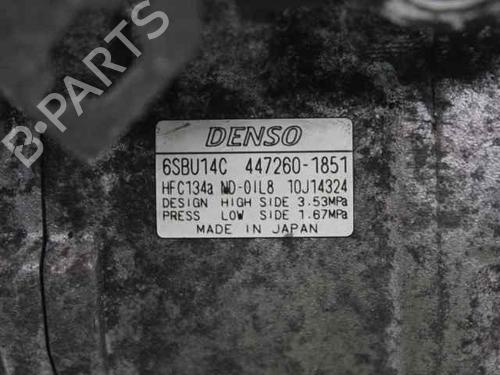 DENSO
6SBU14C 447260-1851
HFC134a ND-OIL8 10J14324
DESIGN HIGH SIDE 3.53MPa
PRESS LOW SIDE 1.67MPa
MADE IN JAPAN
B-PARTS